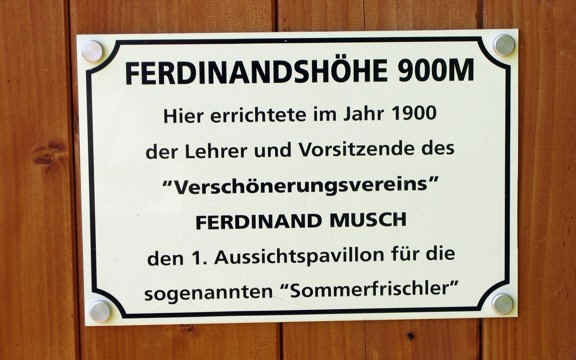 FERDINANDSHÖHE 900M
Hier errichtete im Jahr 1900
der Lehrer und Vorsitzende des
“Verschönerungsvereins”
FERDINAND MUSCH
den 1. Aussichtspavillon für die
sogenannten “Sommerfrischler”